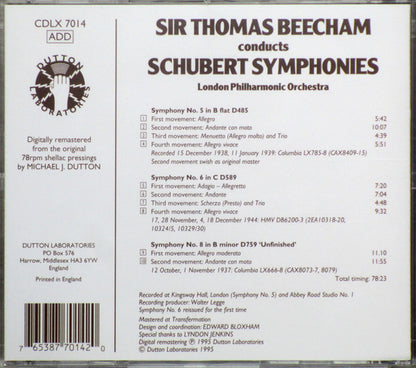 CDLX 7014
ADD
DUTTON
LABORATORIES
Digitally remastered
from the original
78rpm shellac pressings
by MICHAEL J. DUTTON
DUTTON LABORATORIES
PO Box 576
Harrow, Middlesex HA3 6YW
England
Printed in England
7 65387 70142 0
SIR THOMAS BEECHAM
conducts
SCHUBERT SYMPHONIES
London Philharmonic Orchestra
Symphony No. 5 in B flat D485
1 First movement: Allegro 5:42
2 Second movement: Andante con moto 10:07
3 Third movement: Menuetto (Allegro molto) and Trio 4:39
4 Fourth movement: Allegro vivace 5:51
Recorded 15 December 1938, 11 January 1939: Columbia LX785-8 (CAX8409-15)
Second movement swash as original master
Symphony No. 6 in C D589
5 First movement: Adagio – Allegretto 7:20
6 Second movement: Andante 7:04
7 Third movement: Scherzo (Presto) and Trio 4:48
8 Fourth movement: Allegro vivace 9:32
17, 28 November, 4, 18 December 1944: HMV DB6200-3 (2EA10318-20,
10324/5, 10329/30)
Symphony No. 8 in B minor D759 'Unfinished'
9 First movement: Allegro moderato 11.10
10 Second movement: Andante con moto 11:55
12 October, 1 November 1937: Columbia LX666-8 (CAX8073-7, 8079)
Total timing: 78:23
Recorded at Kingsway Hall, London (Symphony No. 5) and Abbey Road Studio No. 1
Recording producer: Walter Legge
Symphony No. 6 reissued for the first time
Mastered at Transfermation
Design and coordination: EDWARD BLOXHAM
Special thanks to LYNDON JENKINS
Digital remastering ℗ 1995 Dutton Laboratories
© Dutton Laboratories 1995